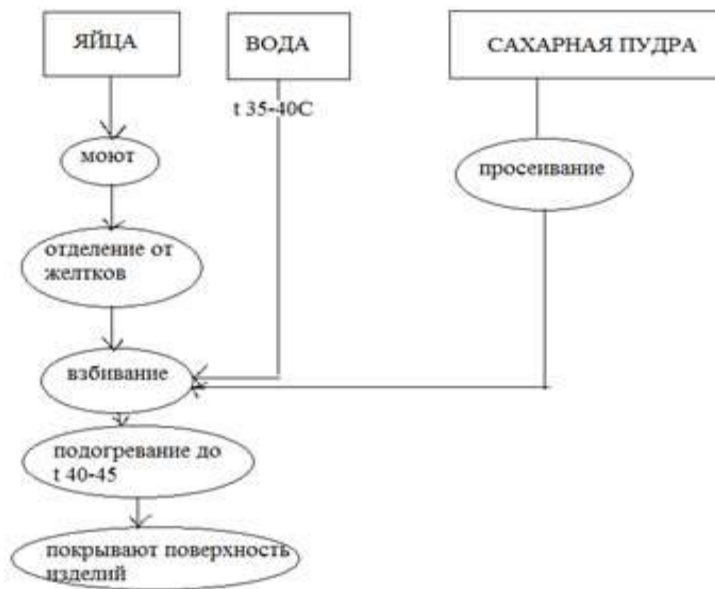 ЯЙЦА
ВОДА
САХАРНАЯ ПУДРА
t 35-40С
моют
просеивание
отделение от
желтков
взбивание
подогревание до
t 40-45
покрывают поверхность
изделий